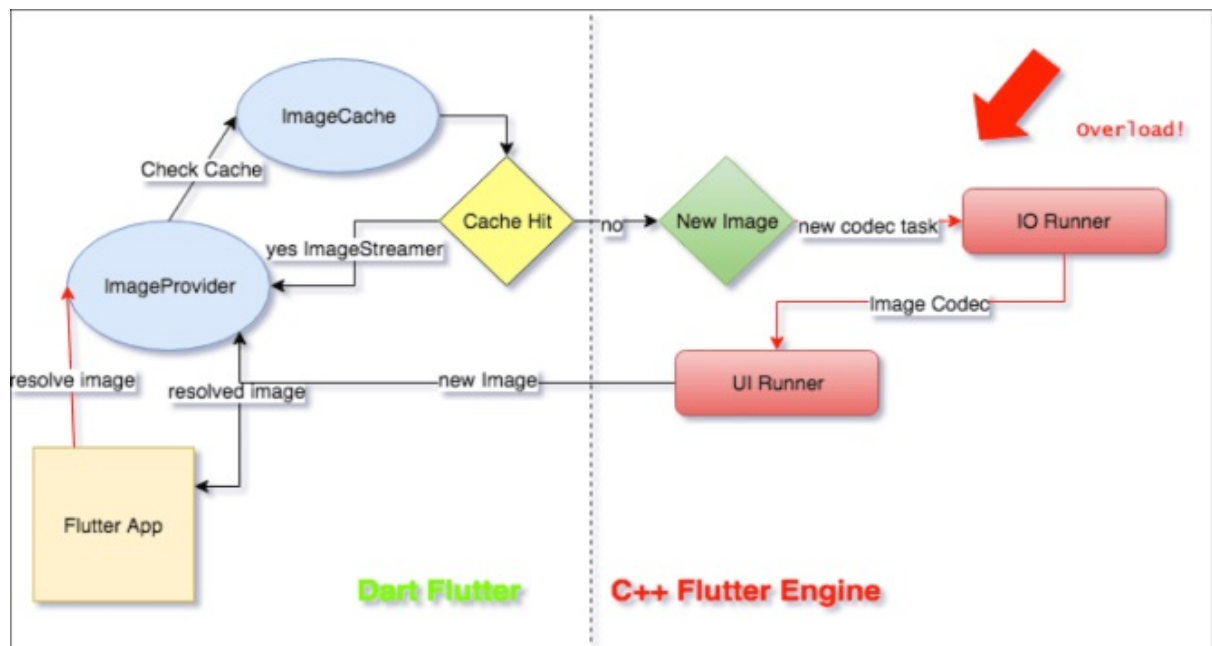 ImageCache
Overload!
Check Cache
Cache Hit
no
New Image
new codec task
IO Runner
yes ImageStreamer
ImageProvider
Image Codec
resolve image
resolved image
new Image
UI Runner
Flutter App
Dart Flutter
C++ Flutter Engine